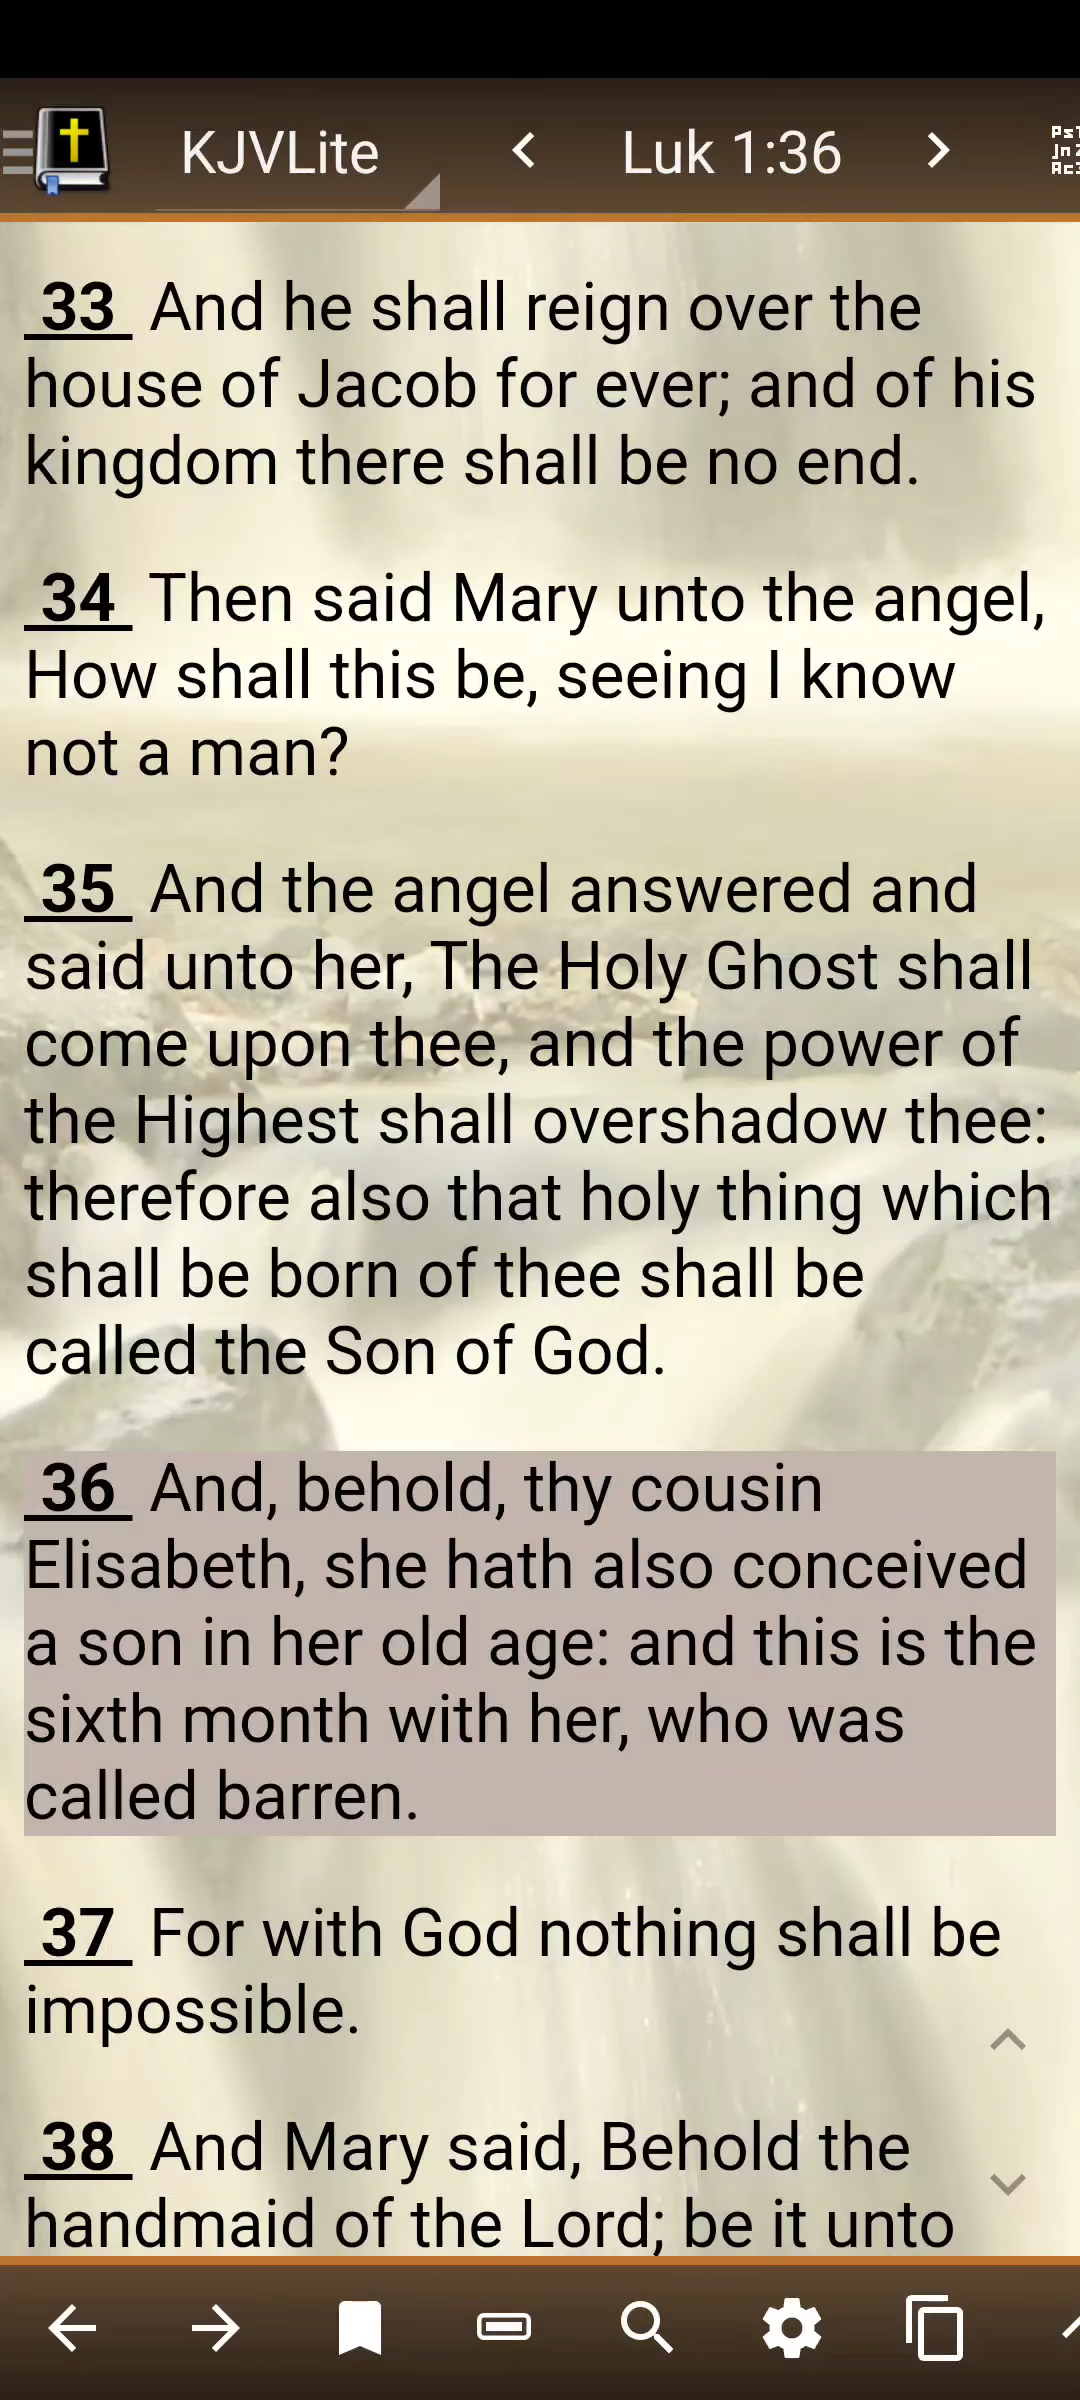 KJVLite
Luk 1:36
33 And he shall reign over the
house of Jacob for ever; and of his
kingdom there shall be no end.
34 Then said Mary unto the angel,
How shall this be, seeing I know
not a man?
35 And the angel answered and
said unto her, The Holy Ghost shall
come upon thee, and the power of
the Highest shall overshadow thee:
therefore also that holy thing which
shall be born of thee shall be
called the Son of God.
36 And, behold, thy cousin
Elisabeth, she hath also conceived
a son in her old age: and this is the
sixth month with her, who was
called barren.
37 For with God nothing shall be
impossible.
38 And Mary said, Behold the
handmaid of the Lord; be it unto